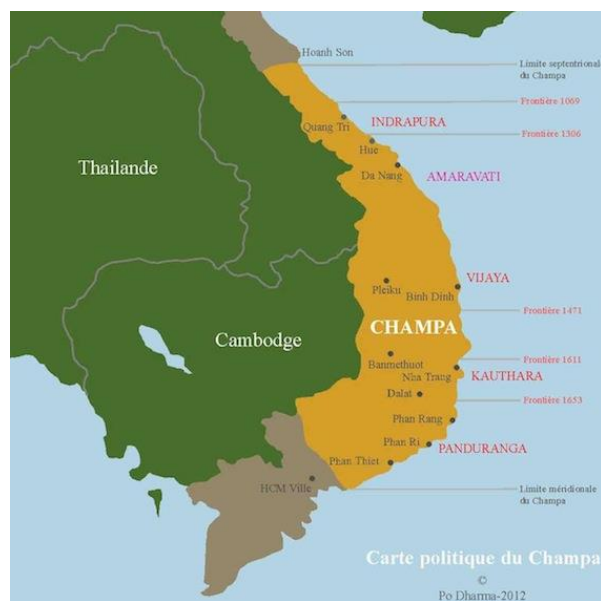 Hoanh Son
Limite septentrionale
du Champa
Frontière 1069
INDRAPURA
Quang Tri
Frontière 1306
Hue
Da Nang
AMARAVATI
Thaïlande
VIJAYA
Pleiku
Binh Dinh
Frontière 1471
CHAMPA
Cambodge
Banmethuot
Frontière 1611
Nha Trang
KAUTHARA
Dalat
Frontière 1653
Phan Rang
Phan Ri
PANDURANGA
Phan Thiet
HCM Ville
Limite méridionale
du Champa
Carte politique du Champa
©
Po Dharma-2012